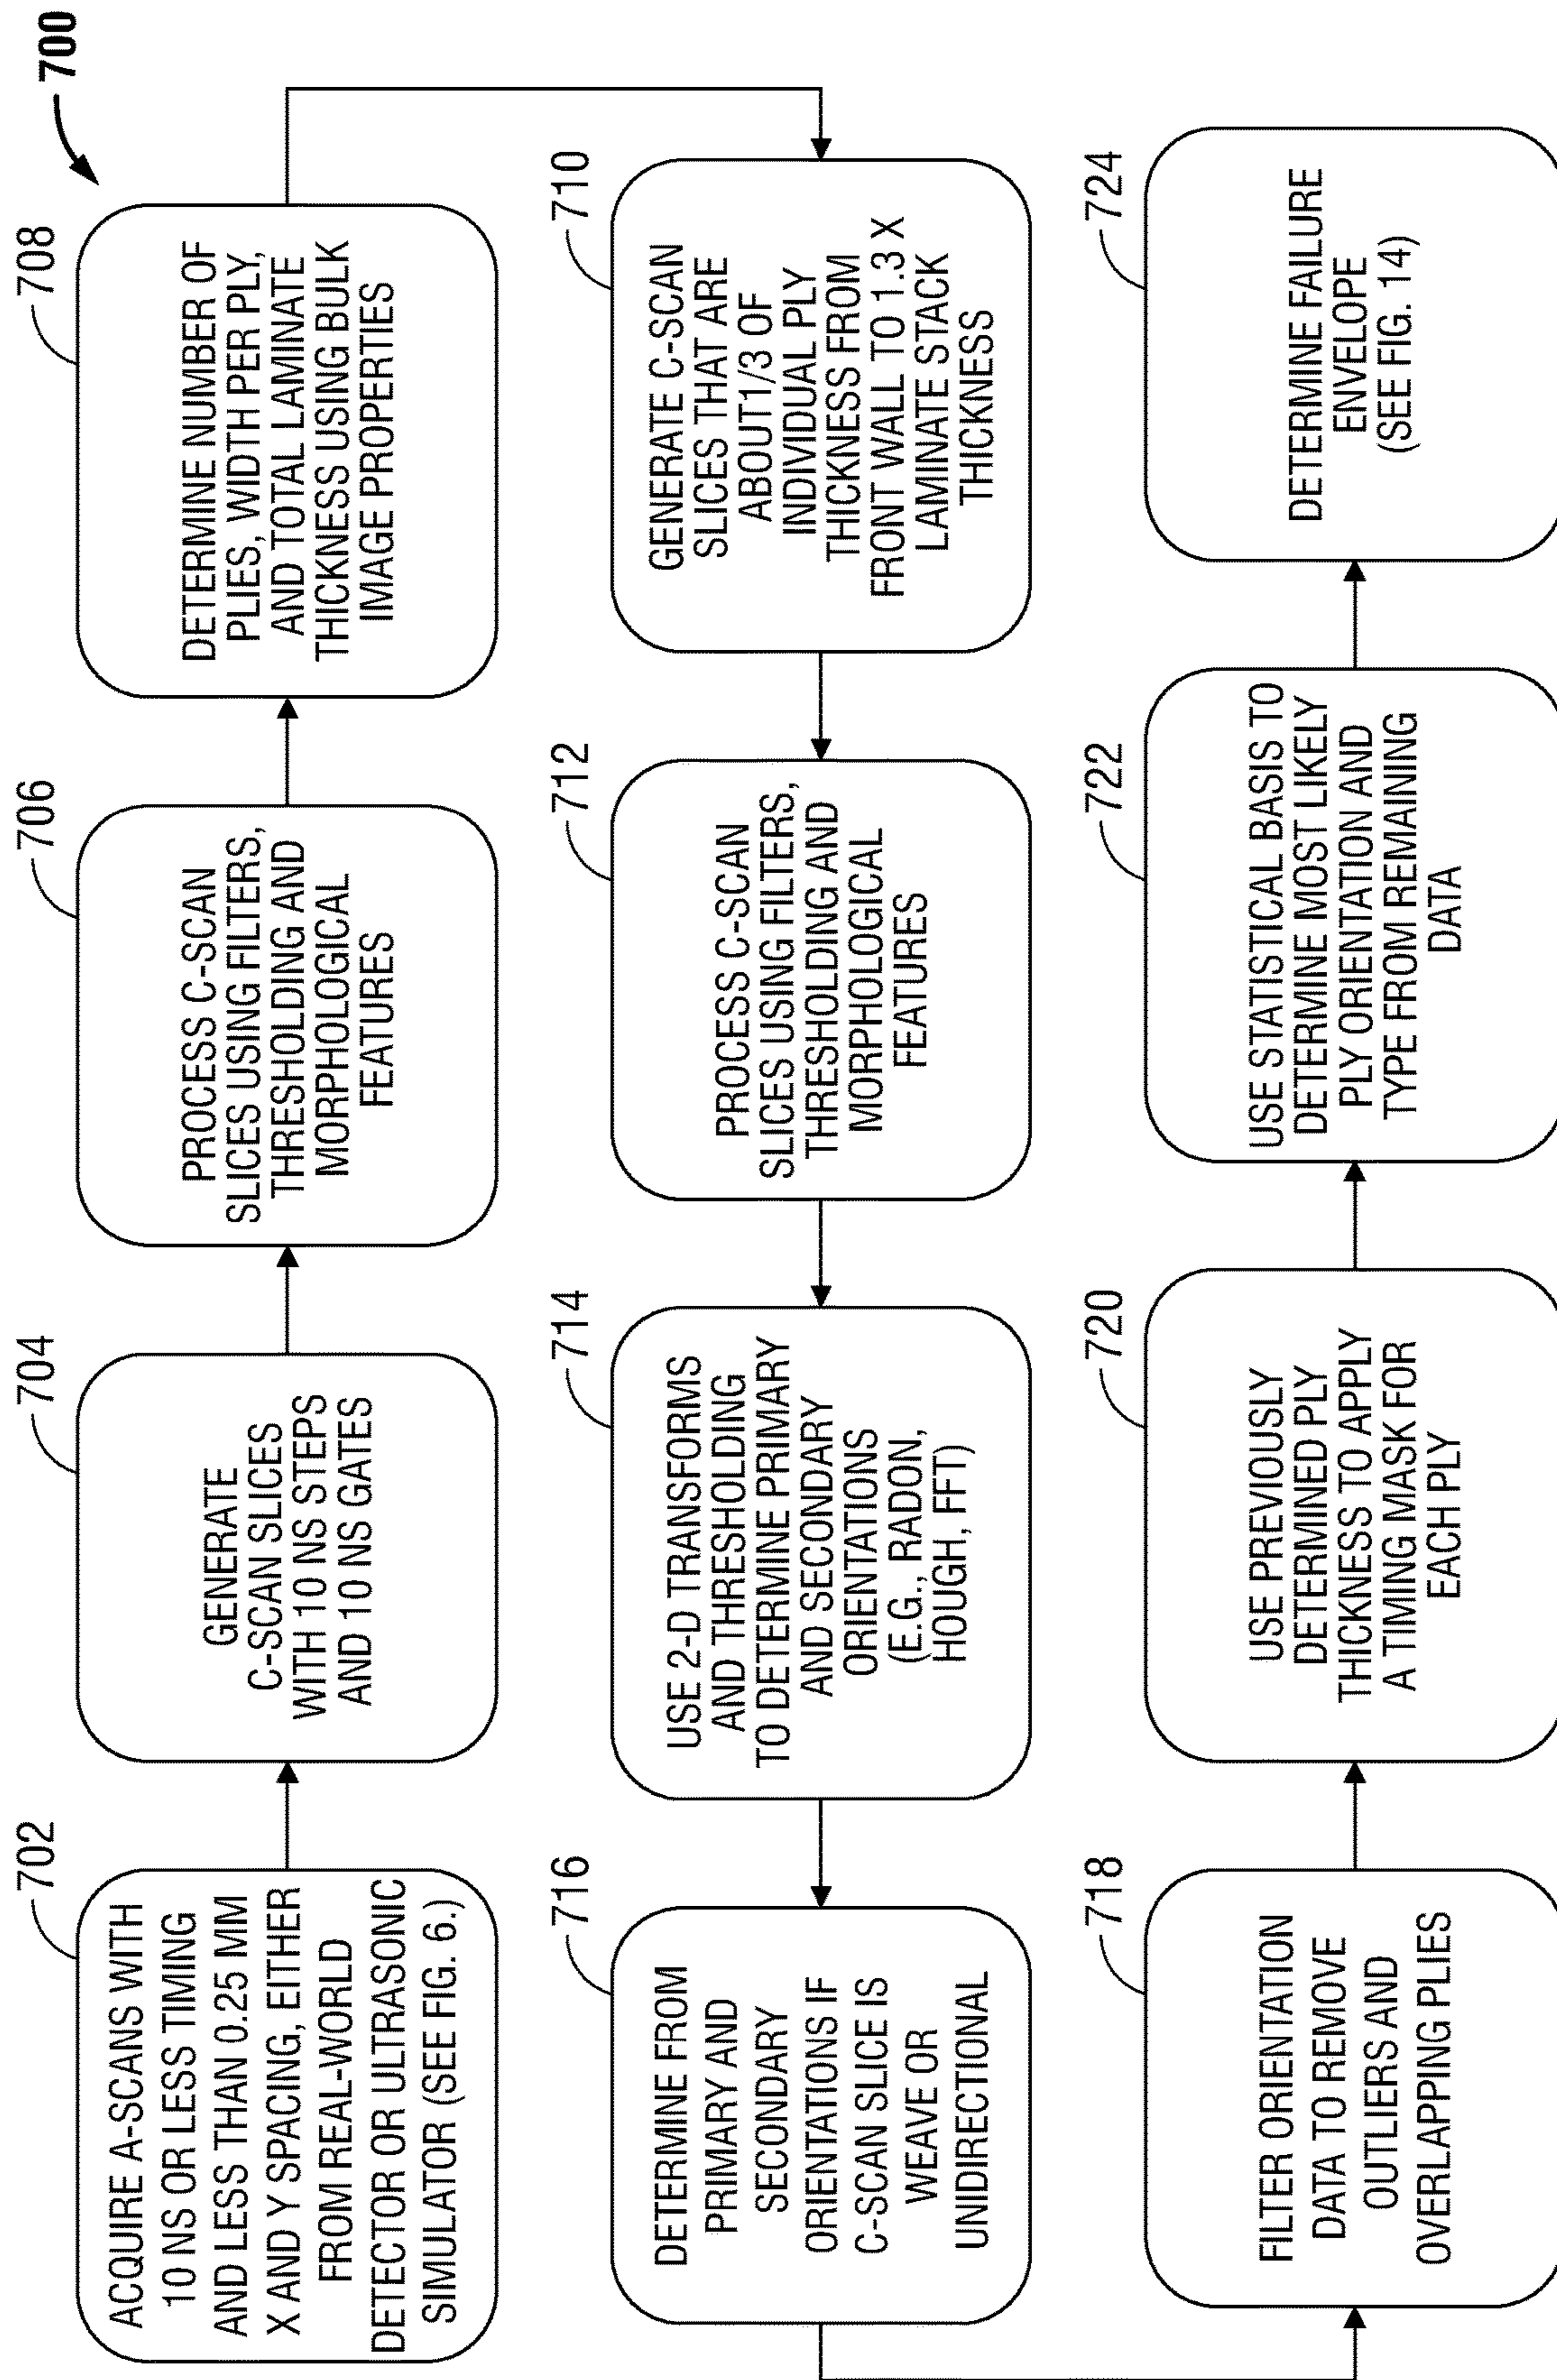 700
702
ACQUIRE A-SCANS WITH
10 NS OR LESS TIMING
AND LESS THAN 0.25 MM
X AND Y SPACING, EITHER
FROM REAL-WORLD
DETECTOR OR ULTRASONIC
SIMULATOR (SEE FIG. 6.)
704
GENERATE
C-SCAN SLICES
WITH 10 NS STEPS
AND 10 NS GATES
706
PROCESS C-SCAN
SLICES USING FILTERS,
THRESHOLDING AND
MORPHOLOGICAL
FEATURES
708
DETERMINE NUMBER OF
PLIES, WIDTH PER PLY,
AND TOTAL LAMINATE
THICKNESS USING BULK
IMAGE PROPERTIES
710
GENERATE C-SCAN
SLICES THAT ARE
ABOUT1/3 OF
INDIVIDUAL PLY
THICKNESS FROM
FRONT WALL TO 1.3 X
LAMINATE STACK
THICKNESS
712
PROCESS C-SCAN
SLICES USING FILTERS,
THRESHOLDING AND
MORPHOLOGICAL
FEATURES
714
USE 2-D TRANSFORMS
AND THRESHOLDING
TO DETERMINE PRIMARY
AND SECONDARY
ORIENTATIONS
(E.G., RADON,
HOUGH, FFT)
716
DETERMINE FROM
PRIMARY AND
SECONDARY
ORIENTATIONS IF
C-SCAN SLICE IS
WEAVE OR
UNIDIRECTIONAL
718
FILTER ORIENTATION
DATA TO REMOVE
OUTLIERS AND
OVERLAPPING PLIES
720
USE PREVIOUSLY
DETERMINED PLY
THICKNESS TO APPLY
A TIMING MASK FOR
EACH PLY
722
USE STATISTICAL BASIS TO
DETERMINE MOST LIKELY
PLY ORIENTATION AND
TYPE FROM REMAINING
DATA
724
DETERMINE FAILURE
ENVELOPE
(SEE FIG. 14)